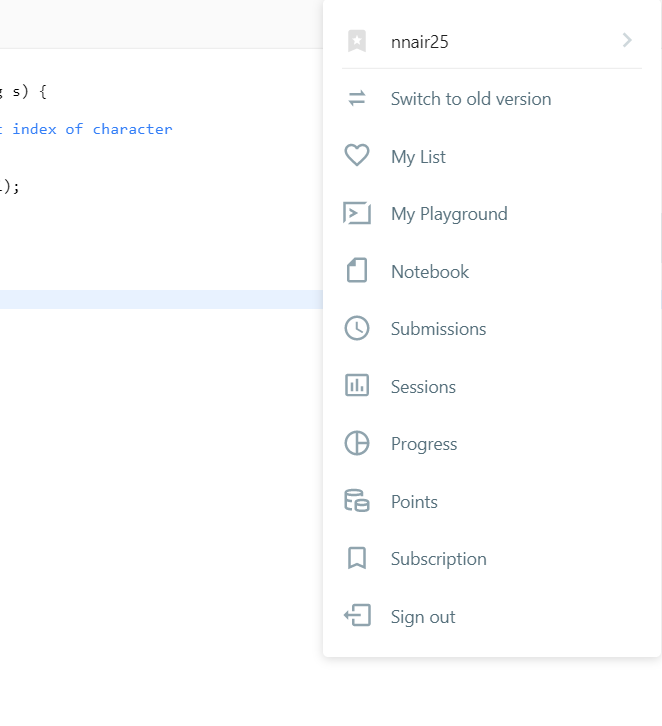 nnair25
s) {
index of character
);
Switch to old version
My List
My Playground
Notebook
Submissions
Sessions
Progress
Points
Subscription
Sign out